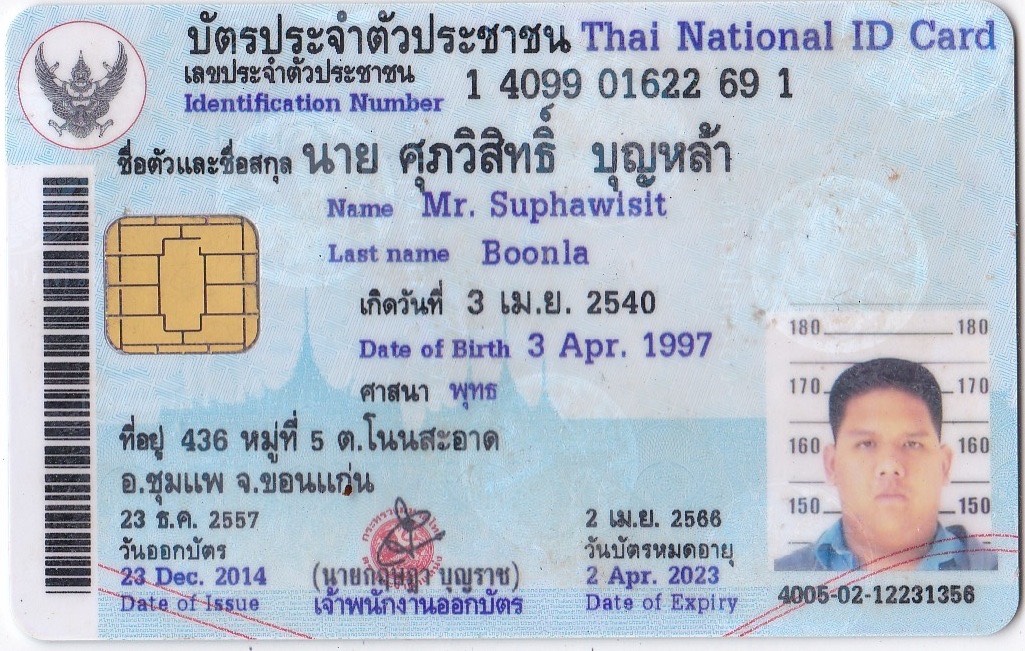 บัตรประจำตัวประชาชน Thai National ID Card
เลขประจำตัวประชาชน
Identification Number 1 4099 01622 69 1
ชื่อตัวและชื่อสกุล นาย ศุภวิสิทธิ์ บุญหล้า
Name Mr. Suphawisit
Last name Boonla
เกิดวันที่ 3 เม.ย. 2540
Date of Birth 3 Apr. 1997
ศาสนา พุทธ
ที่อยู่ 436 หมู่ที่ 5 ต.โนนสะอาด
อ.ชุมแพ จ.ขอนแก่น
180 180
170 170
160 160
150 150
23 ธ.ค. 2557
วันออกบัตร
23 Dec. 2014
Date of Issue
(นายกฤษฎา บุญราช)
เจ้าพนักงานออกบัตร
2 เม.ย. 2566
วันบัตรหมดอายุ
2 Apr. 2023
Date of Expiry
4005-02-12231356